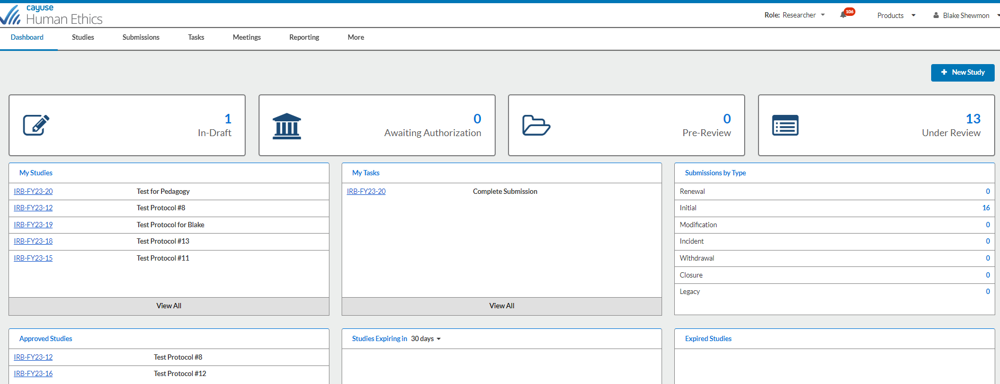 cayuse
Human Ethics
Role: Researcher
106
Products
Blake Shewmon
Dashboard
Studies
Submissions
Tasks
Meetings
Reporting
More
+ New Study
1
In-Draft
0
Awaiting Authorization
0
Pre-Review
13
Under Review
My Studies
IRB-FY23-20 Test for Pedagogy
IRB-FY23-12 Test Protocol #8
IRB-FY23-19 Test Protocol for Blake
IRB-FY23-18 Test Protocol #13
IRB-FY23-15 Test Protocol #11
View All
My Tasks
IRB-FY23-20 Complete Submission
View All
Submissions by Type
Renewal 0
Initial 16
Modification 0
Incident 0
Withdrawal 0
Closure 0
Legacy 0
Approved Studies
IRB-FY23-12 Test Protocol #8
IRB-FY23-16 Test Protocol #12
Studies Expiring in 30 days
Expired Studies